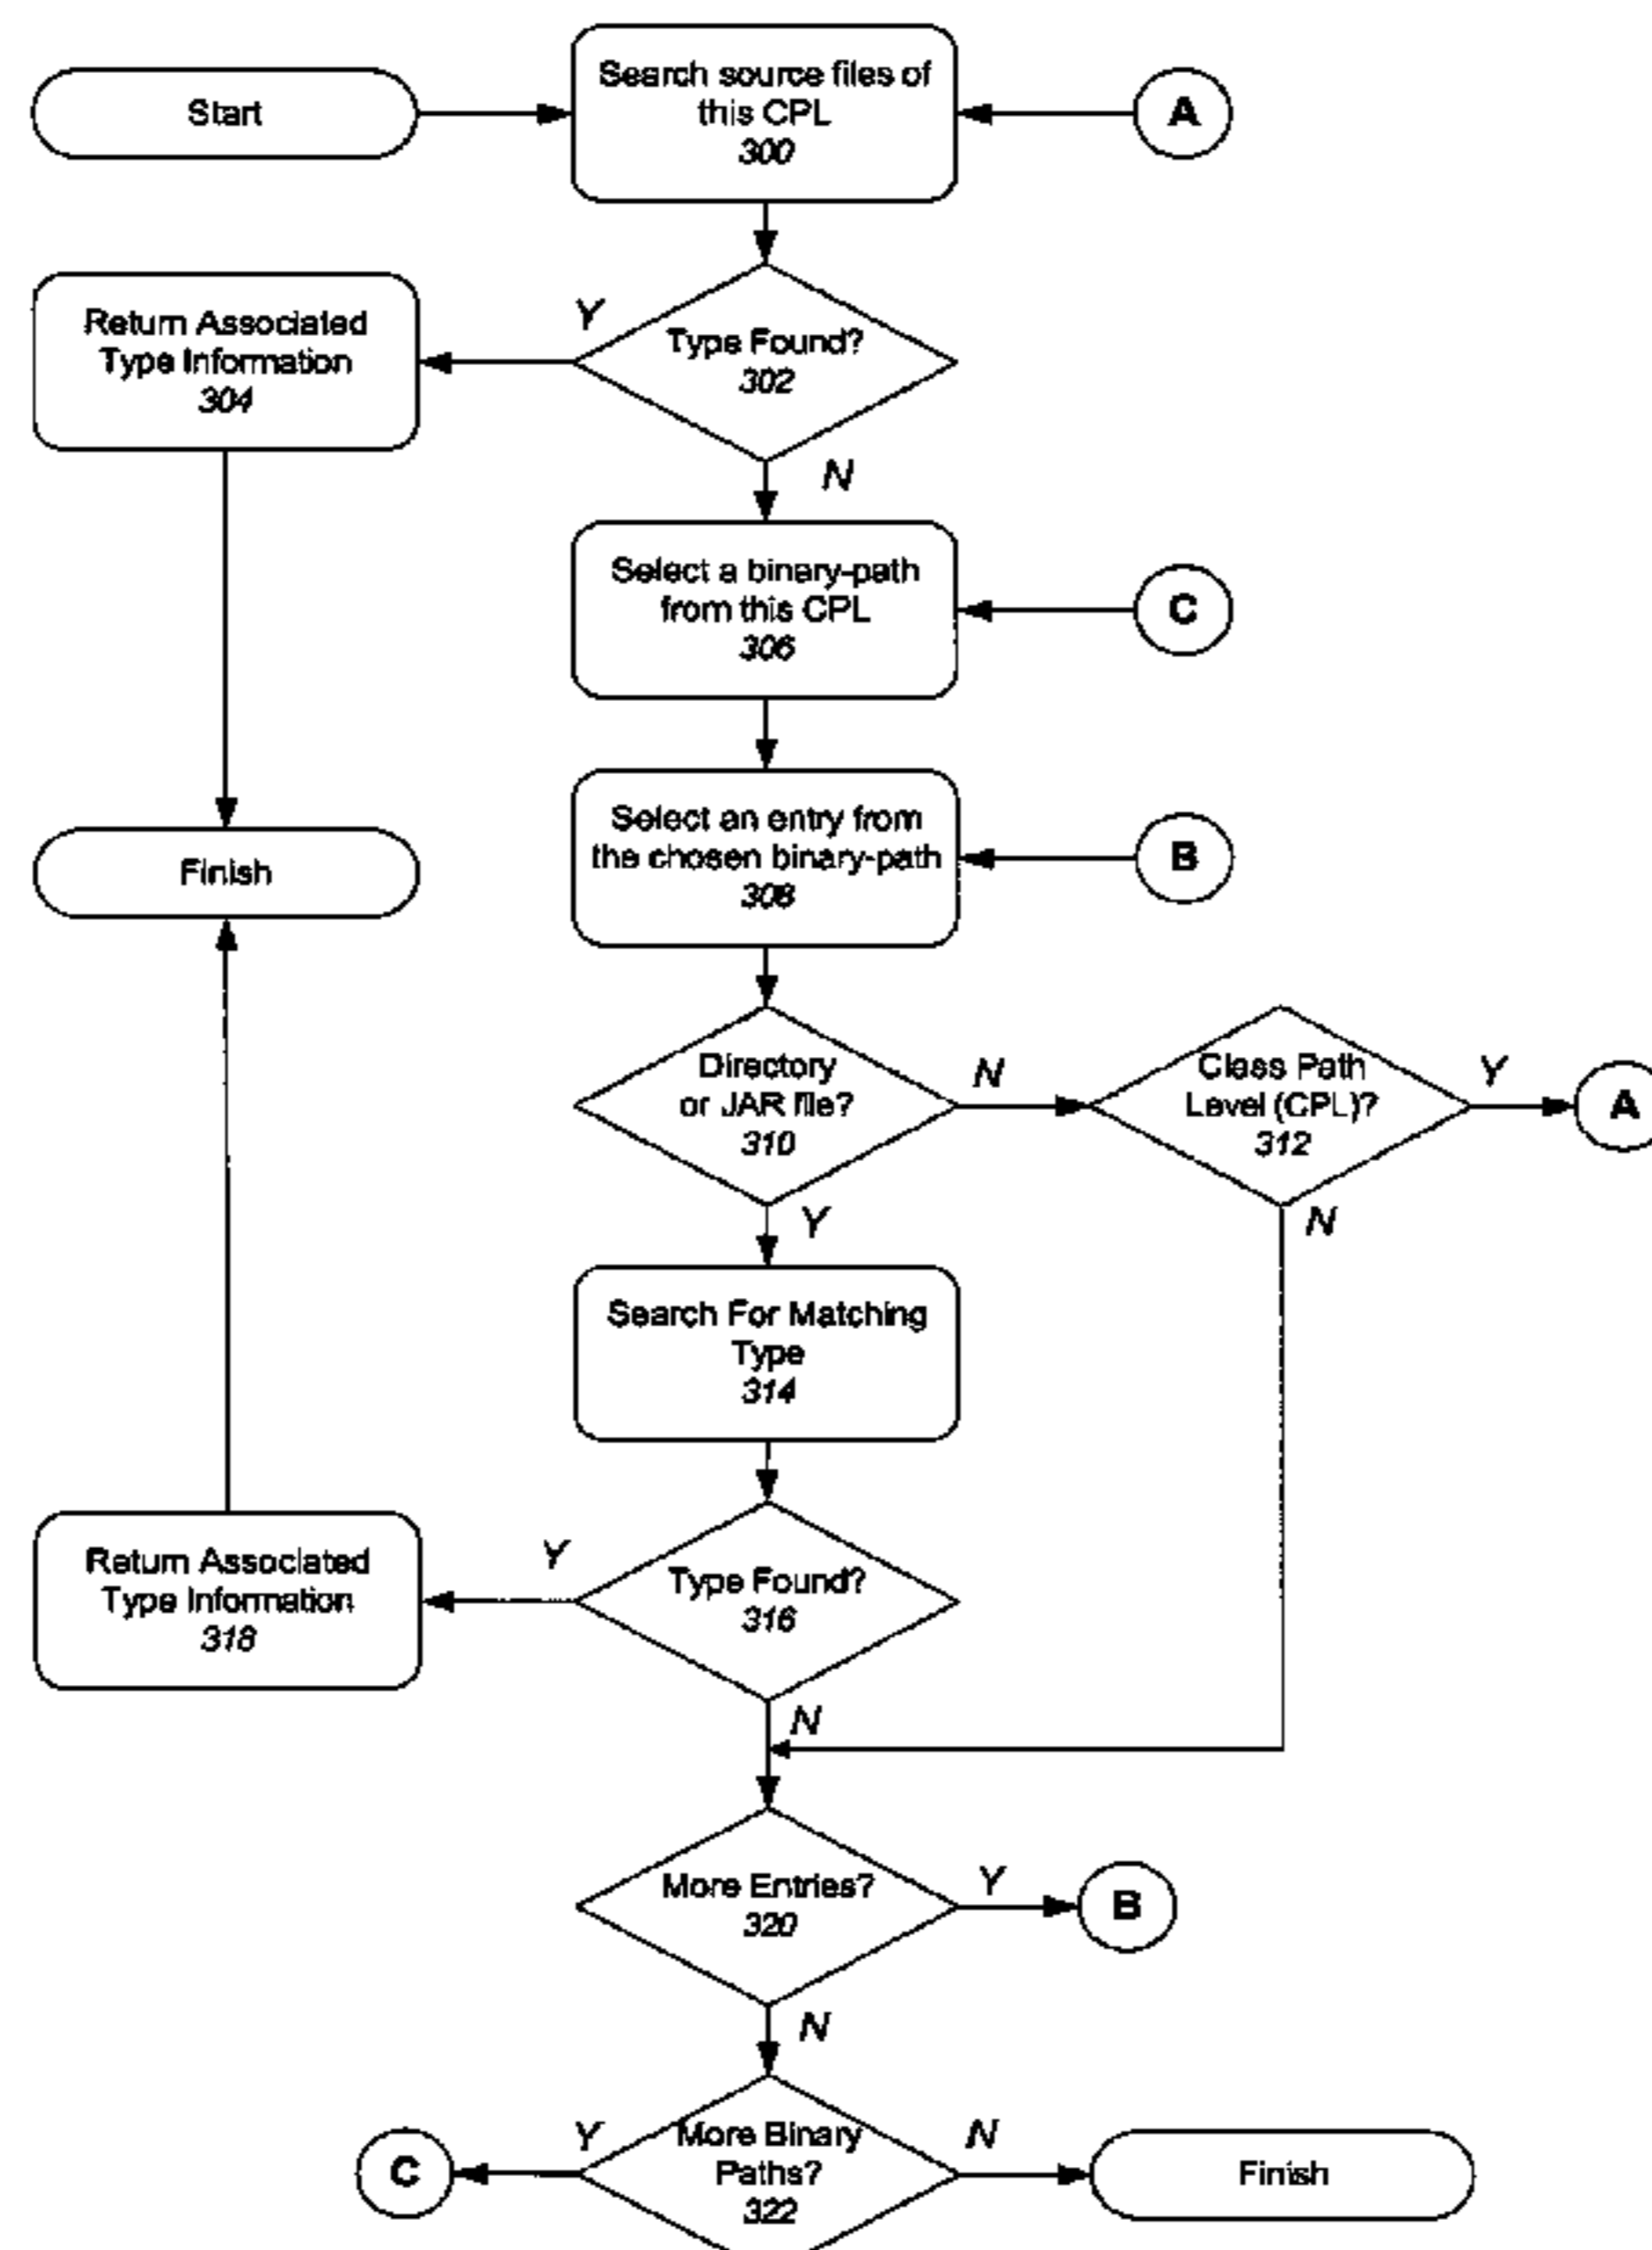 Start
Search source files of
this CPL
300
A
Return Associated
Type Information
304
Y
Type Found?
302
N
Select a binary-path
from this CPL
306
C
Finish
Select an entry from
the chosen binary-path
308
B
Directory
or JAR file?
310
N
Class Path
Level (CPL)?
312
Y
A
Y
N
Search For Matching
Type
314
Return Associated
Type Information
318
Y
Type Found?
316
N
More Entries?
320
Y
B
N
C
Y
More Binary
Paths?
322
N
Finish